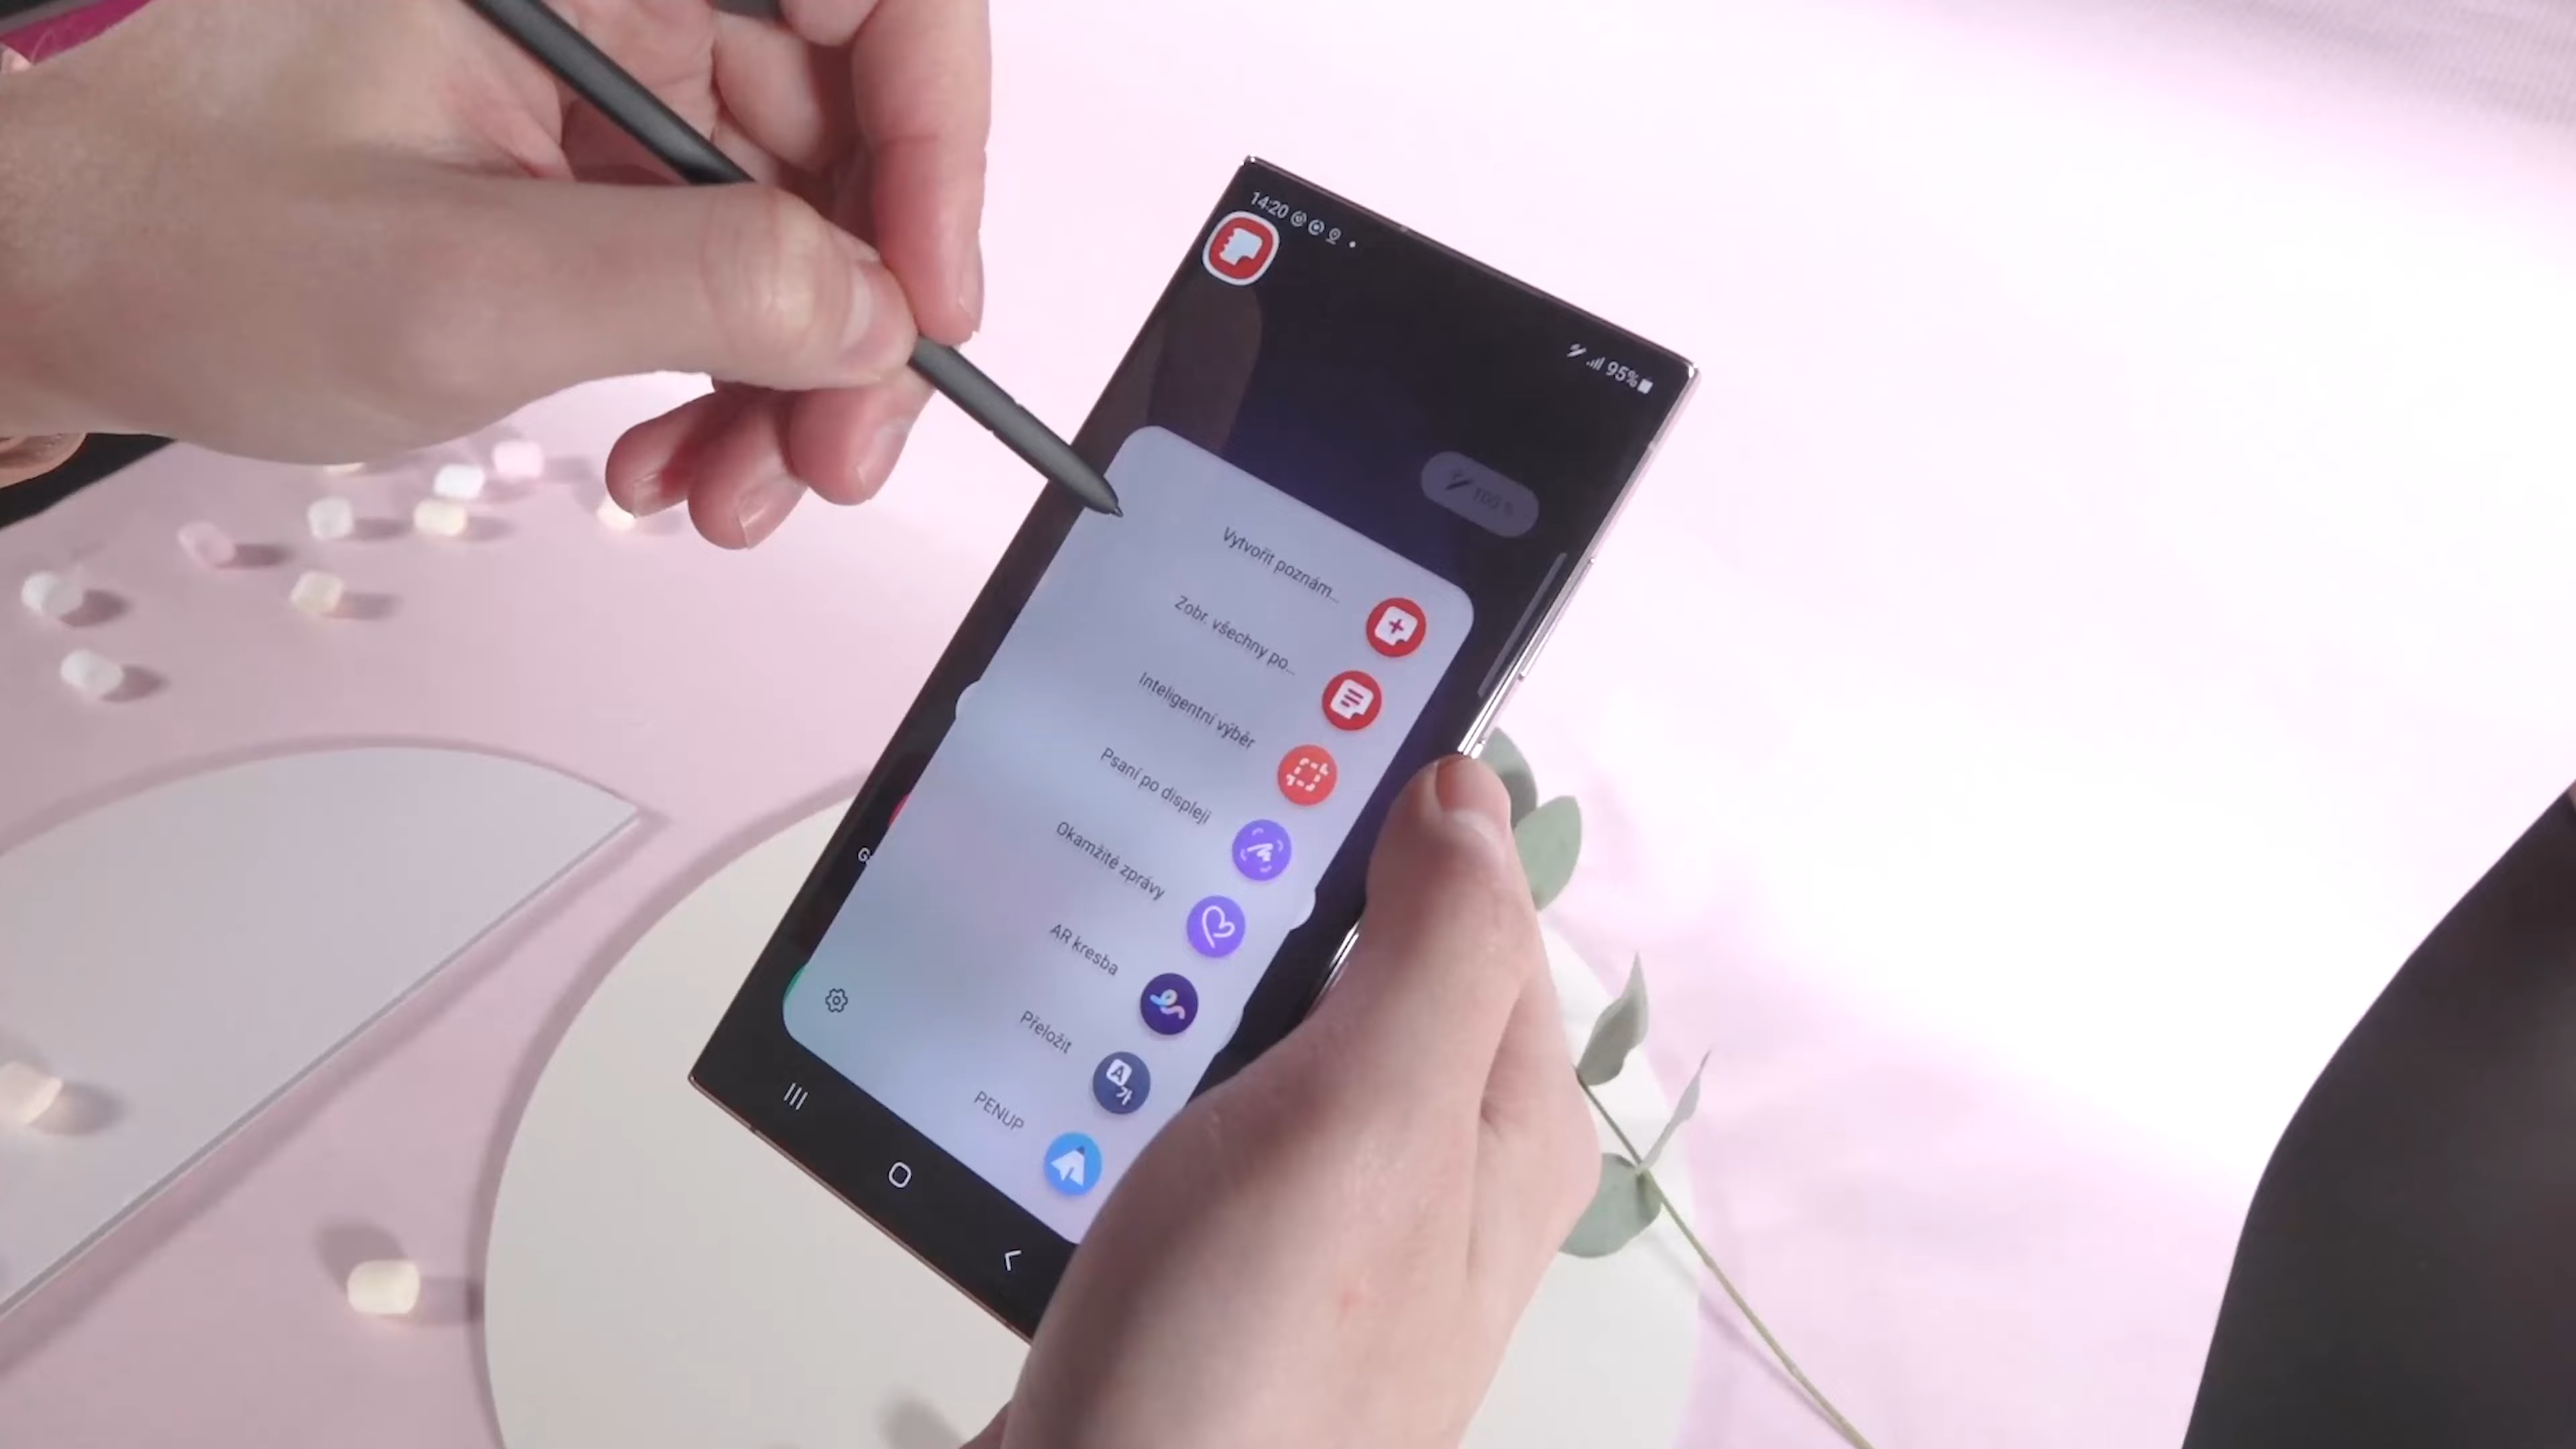 14:20
95%
100 %
Vytvořit poznám...
Zobr. všechny po...
Inteligentní výběr
Psaní po displeji
Okamžité zprávy
AR kresba
Přeložit
PENUP